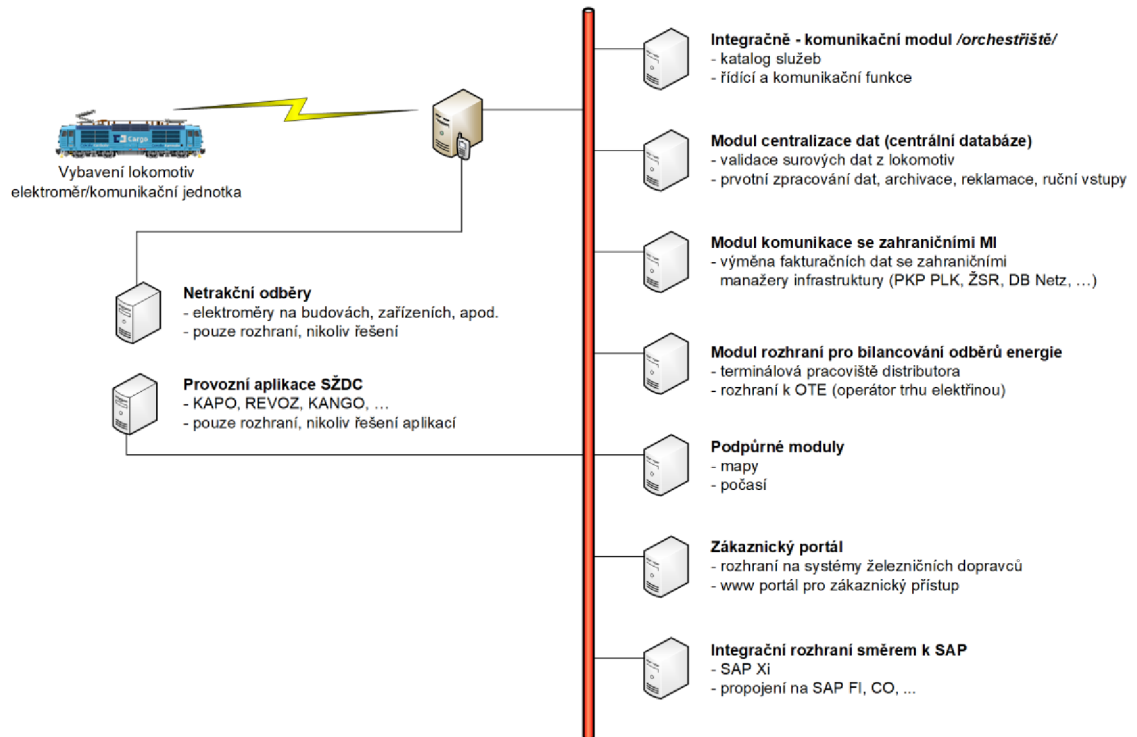 Cargo
Vybavení lokomotiv
elektroměr/komunikační jednotka
Netrakční odběry
- elektroměry na budovách, zařízeních, apod.
- pouze rozhraní, nikoliv řešení
Provozní aplikace SŽDC
- KAPO, REVOZ, KANGO, …
- pouze rozhraní, nikoliv řešení aplikací
Integračně - komunikační modul /orchestřiště/
- katalog služeb
- řídící a komunikační funkce
Modul centralizace dat (centrální databáze)
- validace surových dat z lokomotiv
- prvotní zpracování dat, archivace, reklamace, ruční vstupy
Modul komunikace se zahraničními MI
- výměna fakturačních dat se zahraničními
manažery infrastruktury (PKP PLK, ŽSR, DB Netz, …)
Modul rozhraní pro bilancování odběrů energie
- terminálová pracoviště distributora
- rozhraní k OTE (operátor trhu elektřinou)
Podpůrné moduly
- mapy
- počasí
Zákaznický portál
- rozhraní na systémy železničních dopravců
- www portál pro zákaznický přístup
Integrační rozhraní směrem k SAP
- SAP Xi
- propojení na SAP FI, CO, ...